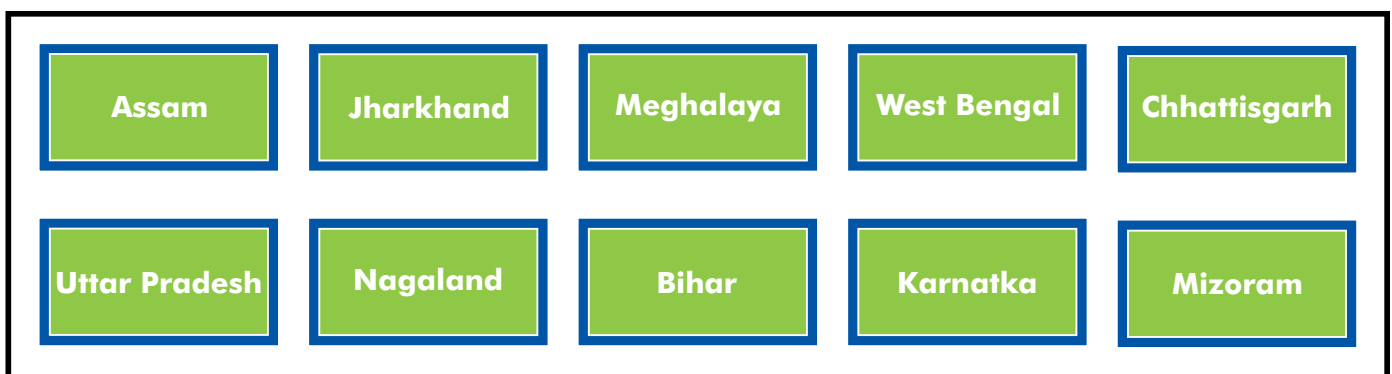 Assam
Jharkhand
Meghalaya
West Bengal
Chhattisgarh
Uttar Pradesh
Nagaland
Bihar
Karnatka
Mizoram